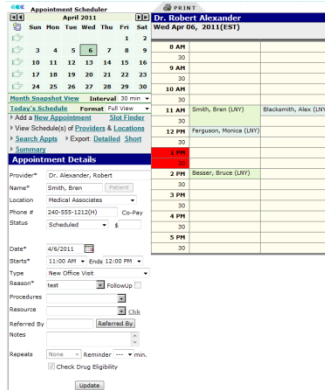 Appointment Scheduler
April 2011
Sun Mon Tue Wed Thu Fri Sat
1 2
3 4 5 6 7 8 9
10 11 12 13 14 15 16
17 18 19 20 21 22 23
24 25 26 27 28 29 30
Month Snapshot View Interval 30 min
Today's Schedule Format Full View
Add a New Appointment Slot Finder
View Schedule(s) of Providers & Locations
Search Appts Export: Detailed Short
Summary
Appointment Details
Provider* Dr. Alexander, Robert
Name* Smith, Bren Patient
Location Medical Associates
Phone # 240-555-1212(H) Co-Pay
Status Scheduled $
Date* 4/6/2011
Starts* 11:00 AM Ends 12:00 PM
Type New Office Visit
Reason* test FollowUp
Procedures
Resource Chk
Referred By Referred By
Notes
Repeats None Reminder --- min.
Check Drug Eligibility
Update
PRINT
Dr. Robert Alexander
Wed Apr 06, 2011(EST)
8 AM
30
9 AM
30
10 AM
30
11 AM Smith, Bren (LNY) Blacksmith, Alex (LNY
30
12 PM Ferguson, Monica (LNY)
30
1 PM
30
2 PM Besser, Bruce (LNY)
30
3 PM
30
4 PM
30
5 PM
30